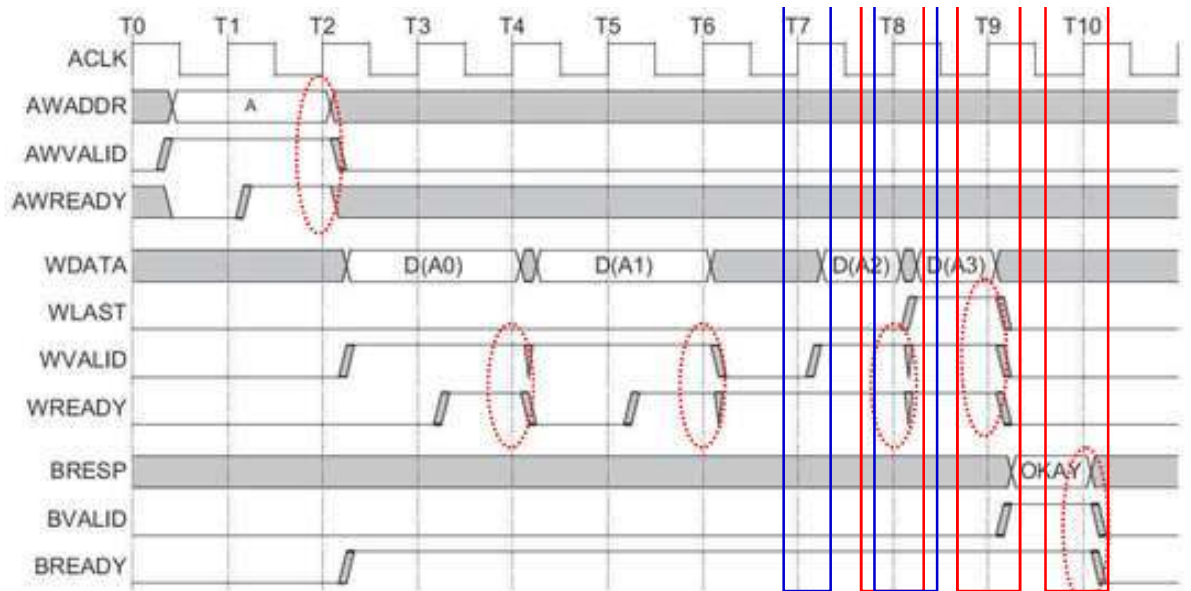 T0 T1 T2 T3 T4 T5 T6 T7 T8 T9 T10
ACLK
AWADDR A
AWVALID
AWREADY
WDATA D(A0) D(A1) D(A2) D(A3)
WLAST
WVALID
WREADY
BRESP OKAY
BVALID
BREADY